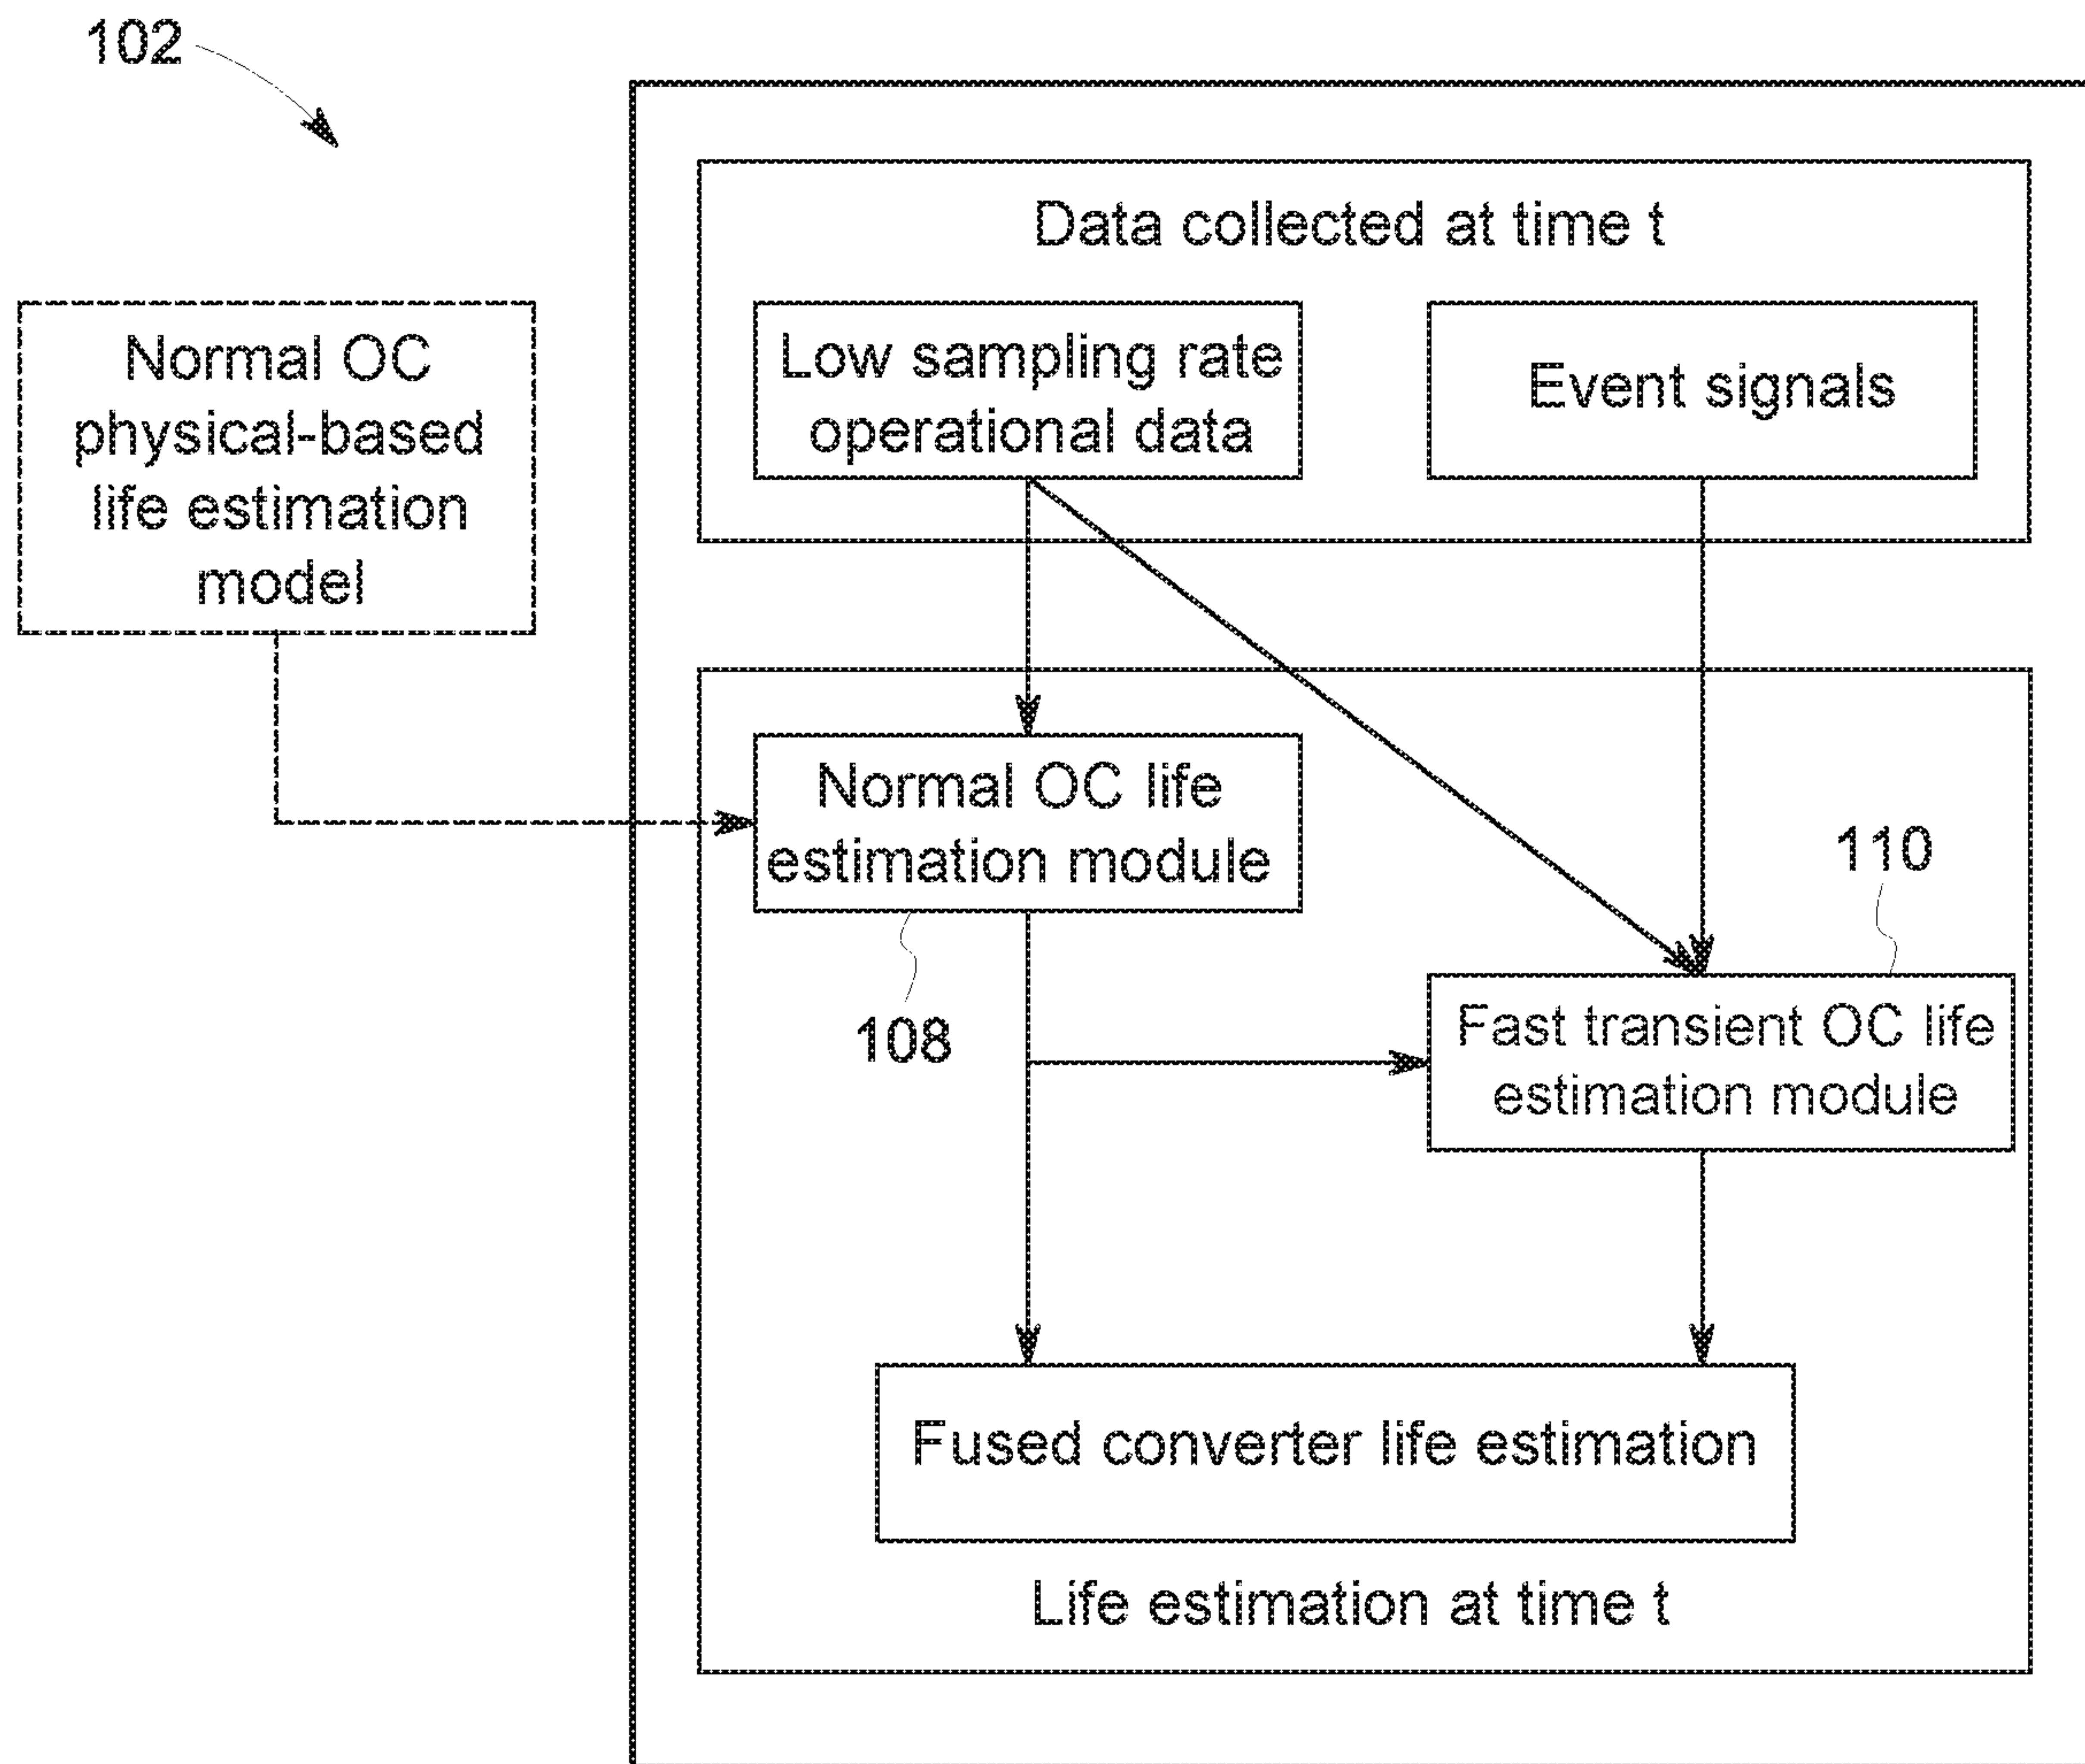 102
Data collected at time t
Normal OC
physical-based
life estimation
model
Low sampling rate
operational data
Event signals
Normal OC life
estimation module
110
108
Fast transient OC life
estimation module
Fused converter life estimation
Life estimation at time t